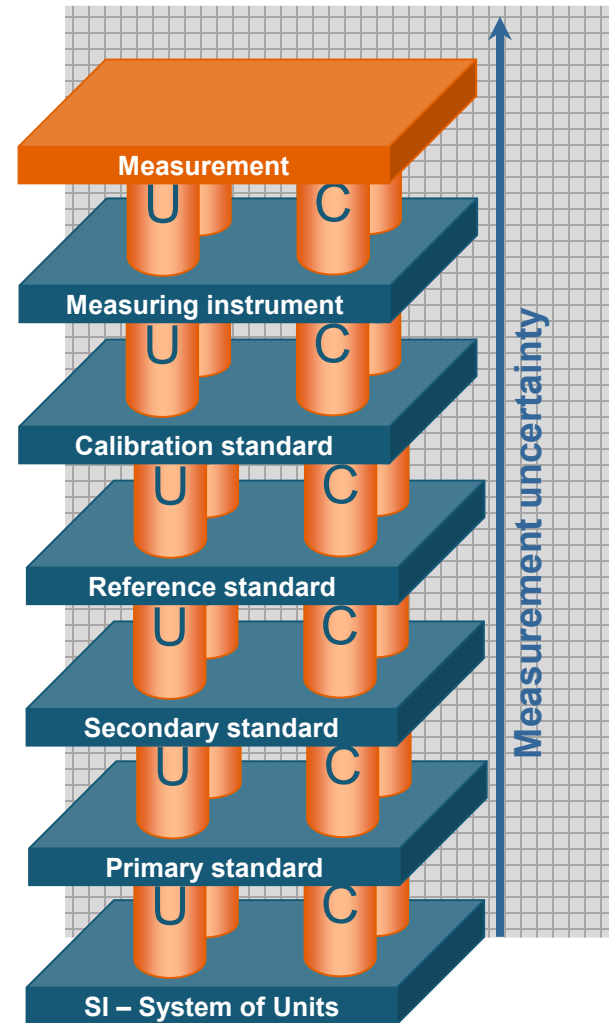 Measurement
U C
Measuring instrument
U C
Calibration standard
U C
Reference standard
U C
Secondary standard
U C
Primary standard
U C
SI – System of Units
Measurement uncertainty